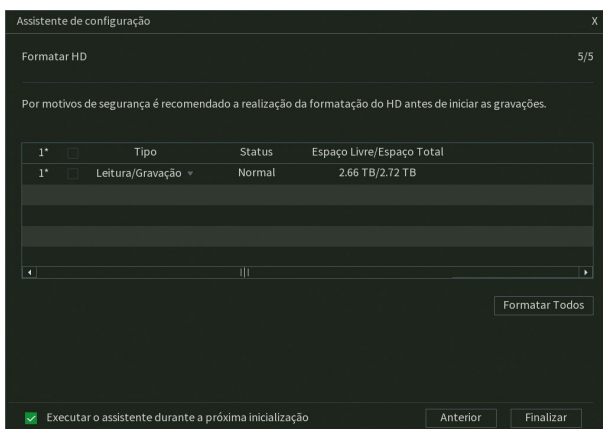 Assistente de configuração X
Formatar HD 5/5
Por motivos de segurança é recomendado a realização da formatação do HD antes de iniciar as gravações.
1* Tipo Status Espaço Livre/Espaço Total
1* Leitura/Gravação Normal 2.66 TB/2.72 TB
Formatar Todos
Executar o assistente durante a próxima inicialização Anterior Finalizar